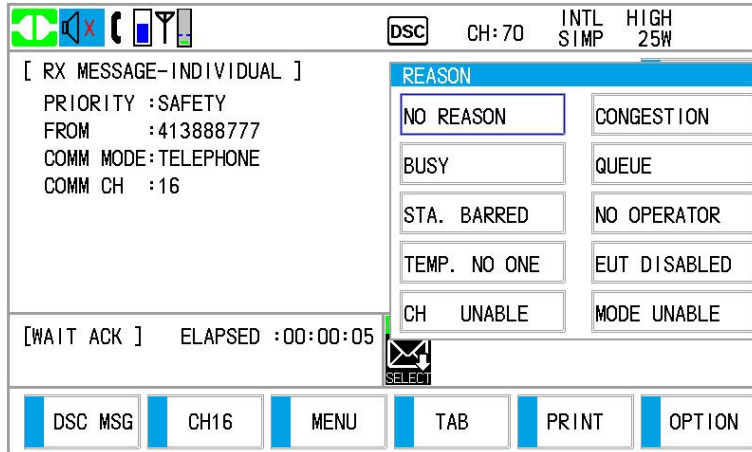 DSC CH:70 INTL SIMP HIGH 25W
[ RX MESSAGE-INDIVIDUAL ]
PRIORITY :SAFETY
FROM :413888777
COMM MODE:TELEPHONE
COMM CH :16
REASON
NO REASON CONGESTION
BUSY QUEUE
STA. BARRED NO OPERATOR
TEMP. NO ONE EUT DISABLED
CH UNABLE MODE UNABLE
[WAIT ACK ] ELAPSED :00:00:05
SELECT
DSC MSG CH16 MENU TAB PRINT OPTION